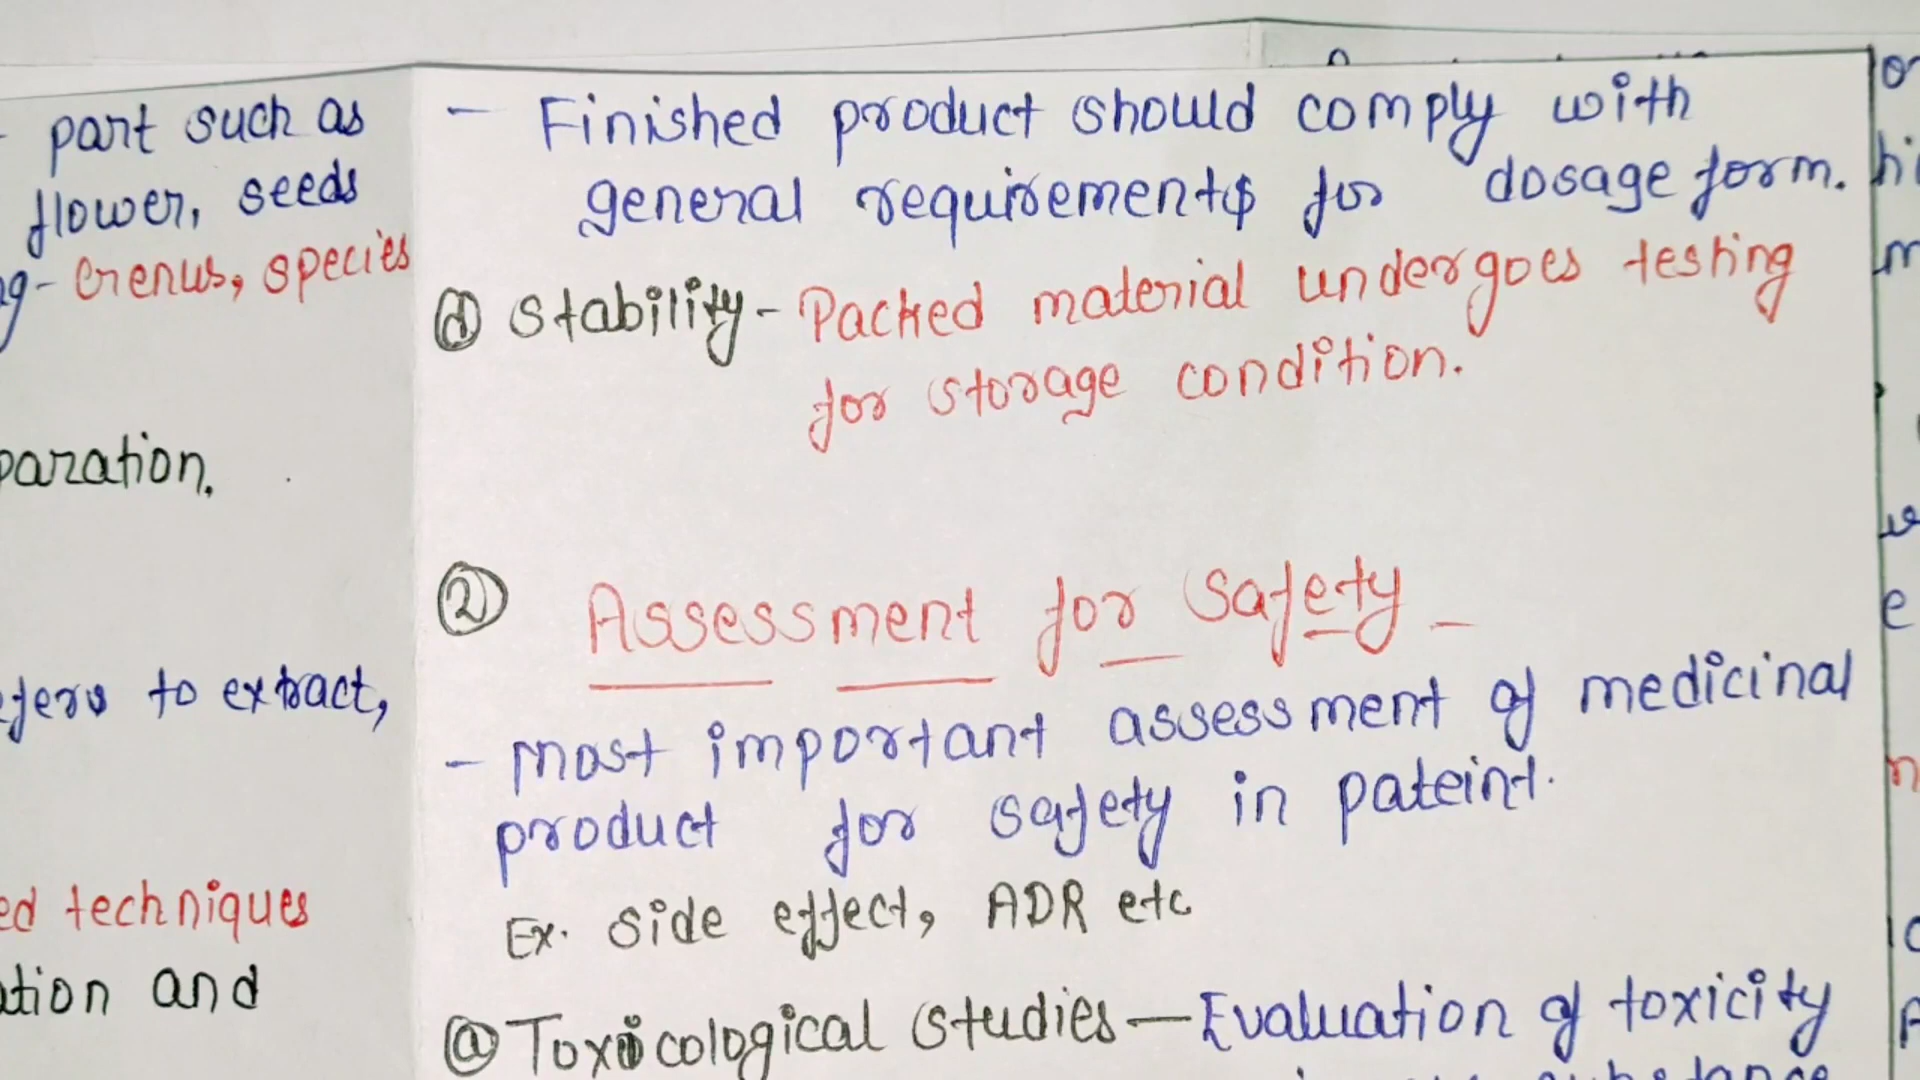 part such as
flower, seeds
Genus, species
paration.
to extract,
ed techniques
ation and
- Finished product should comply with
general requirements for dosage form.
(d) Stability - Packed material undergoes testing
for storage condition.
(2) Assessment for Safety -
- Most important assessment of medicinal
product for safety in pateint.
Ex. Side effect, ADR etc
(a) Toxicological Studies — Evaluation of toxicity